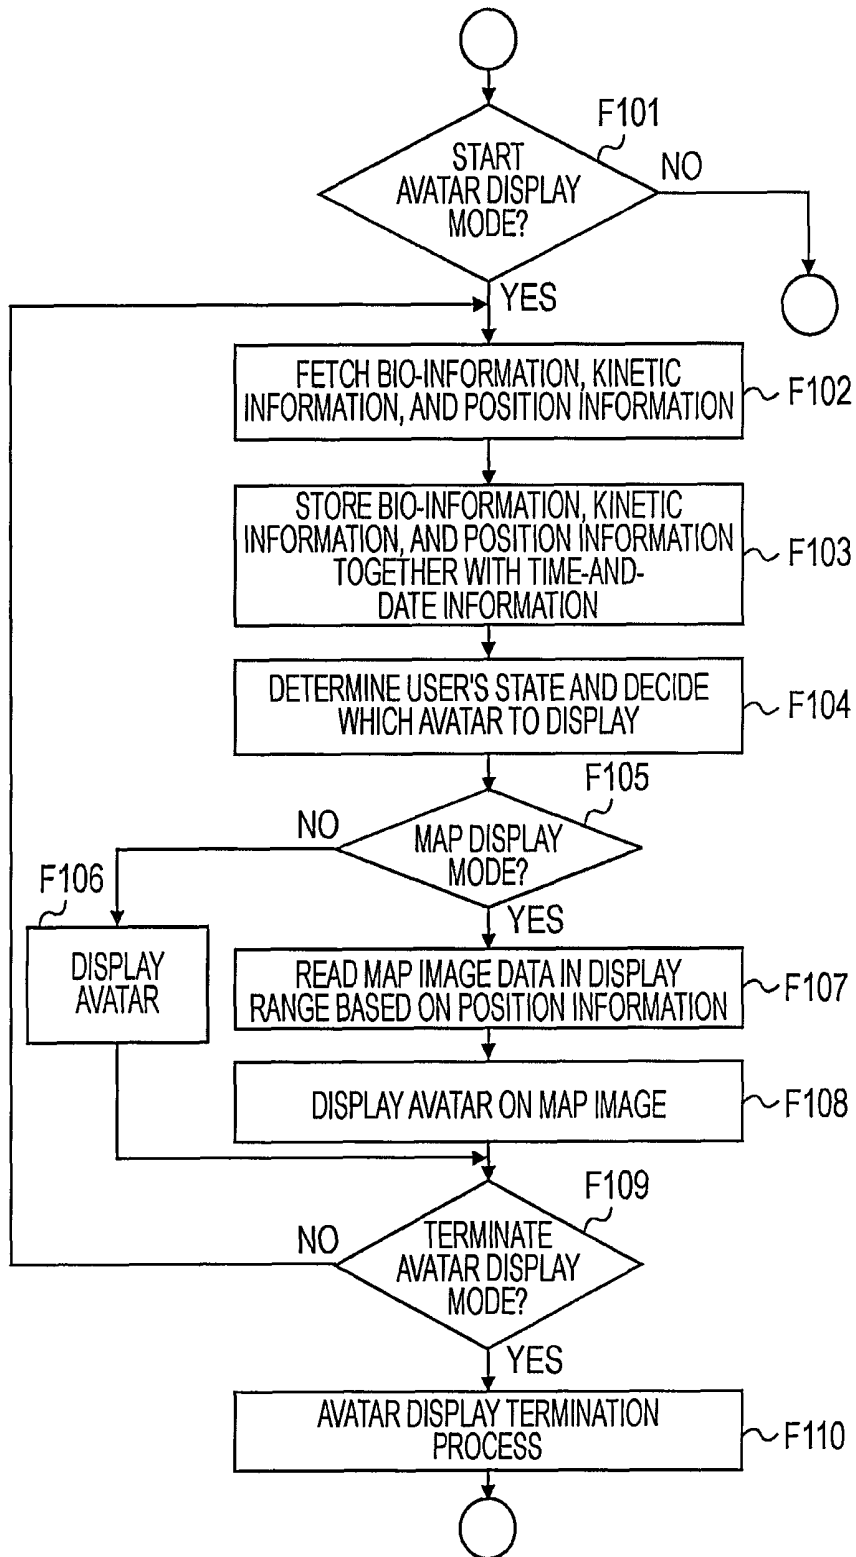 F101
START
AVATAR DISPLAY
MODE?
NO
YES
FETCH BIO-INFORMATION, KINETIC
INFORMATION, AND POSITION INFORMATION
F102
STORE BIO-INFORMATION, KINETIC
INFORMATION, AND POSITION INFORMATION
TOGETHER WITH TIME-AND-
DATE INFORMATION
F103
DETERMINE USER'S STATE AND DECIDE
WHICH AVATAR TO DISPLAY
F104
F105
MAP DISPLAY
MODE?
NO
YES
F106
DISPLAY
AVATAR
READ MAP IMAGE DATA IN DISPLAY
RANGE BASED ON POSITION INFORMATION
F107
DISPLAY AVATAR ON MAP IMAGE
F108
F109
TERMINATE
AVATAR DISPLAY
MODE?
NO
YES
AVATAR DISPLAY TERMINATION
PROCESS
F110